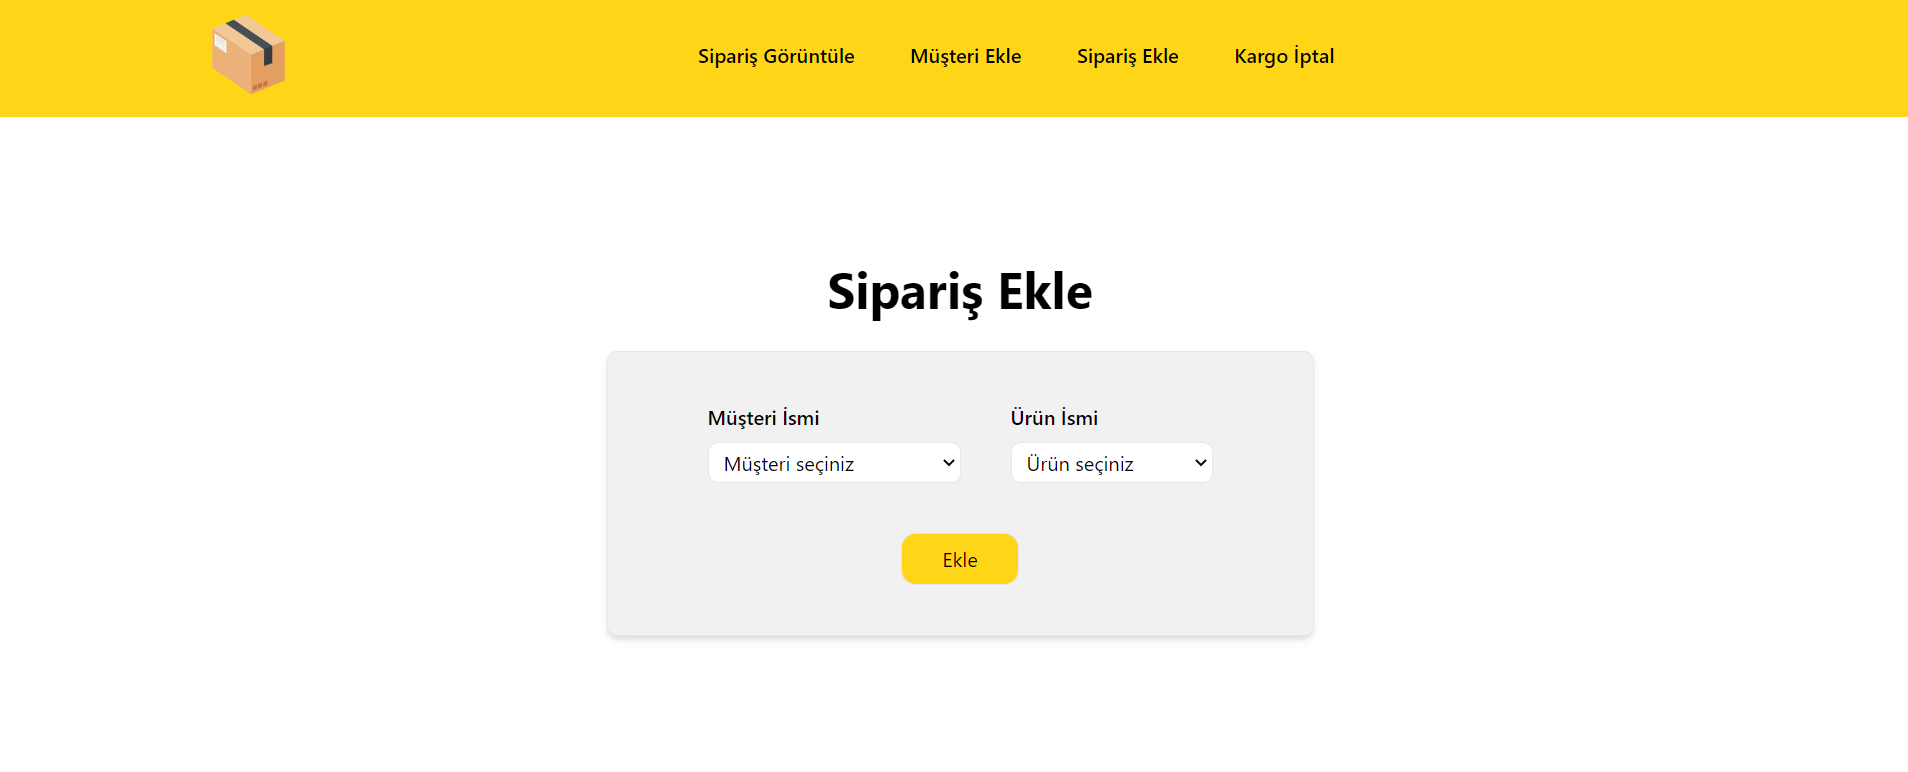 Sipariş Görüntüle Müşteri Ekle Sipariş Ekle Kargo İptal
Sipariş Ekle
Müşteri İsmi Ürün İsmi
Müşteri seçiniz Ürün seçiniz
Ekle